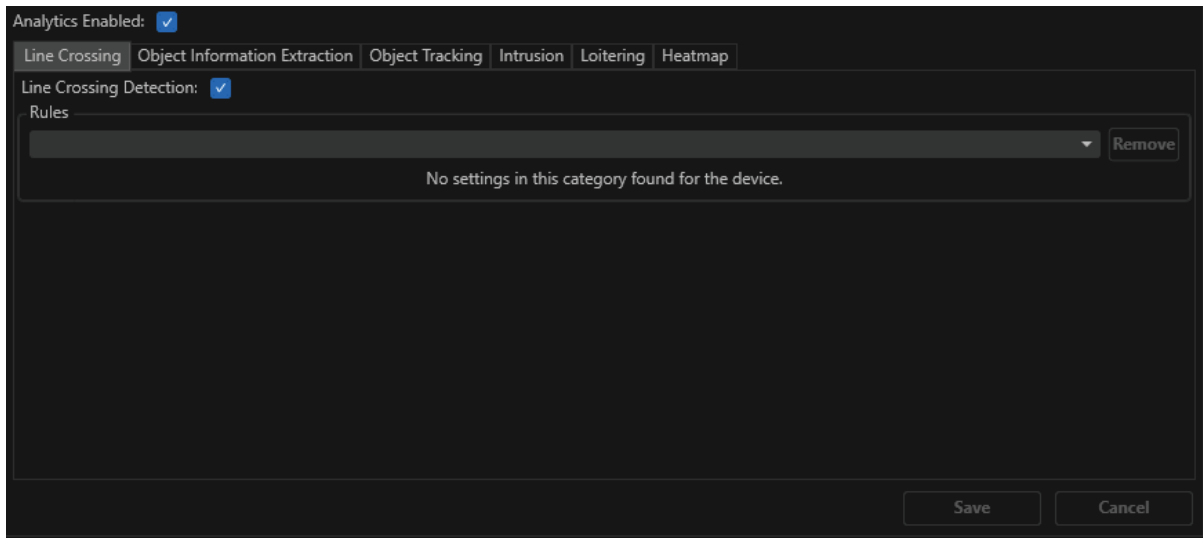 Analytics Enabled:
Line Crossing Object Information Extraction Object Tracking Intrusion Loitering Heatmap
Line Crossing Detection:
Rules
Remove
No settings in this category found for the device.
Save Cancel